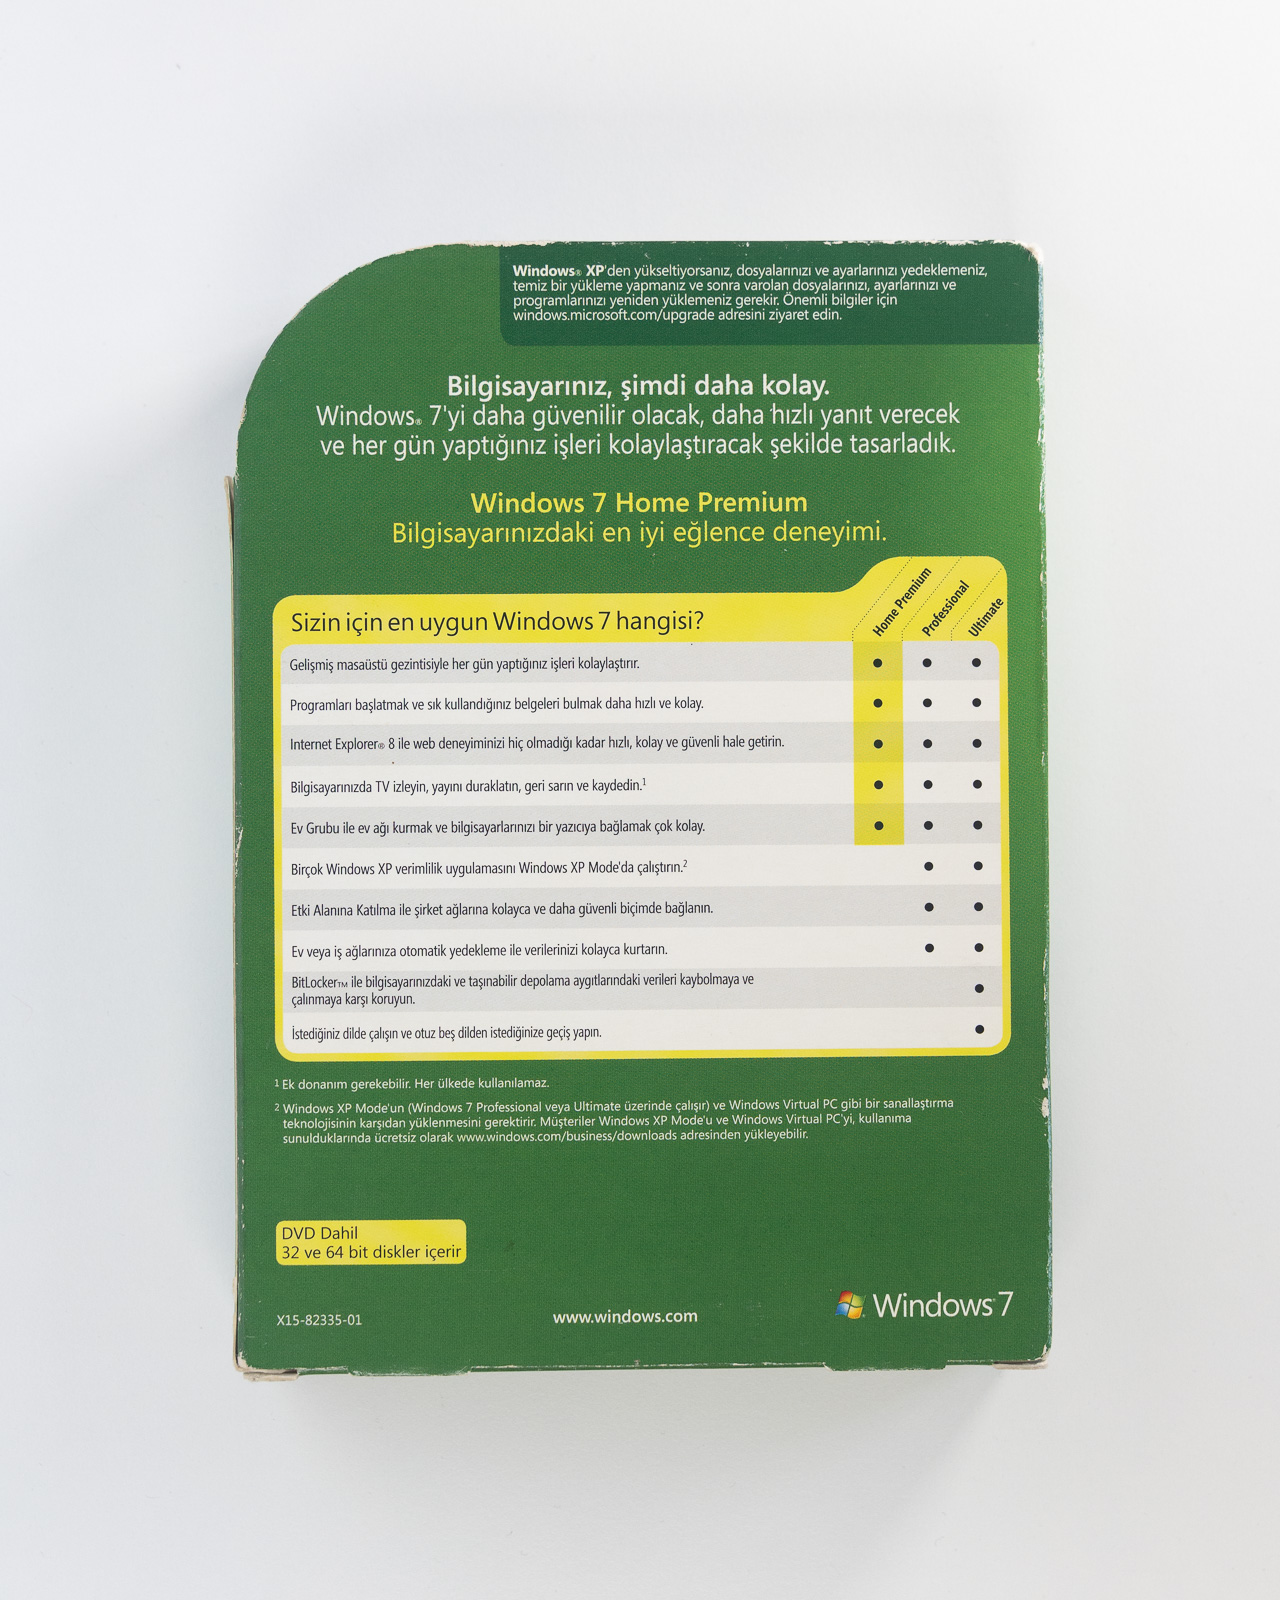 Windows® XP'den yükseltiyorsanız, dosyalarınızı ve ayarlarınızı yedeklemeniz,
temiz bir yükleme yapmanız ve sonra varolan dosyalarınızı, ayarlarınızı ve
programlarınızı yeniden yüklemeniz gerekir. Önemli bilgiler için
windows.microsoft.com/upgrade adresini ziyaret edin.
Bilgisayarınız, şimdi daha kolay.
Windows® 7'yi daha güvenilir olacak, daha hızlı yanıt verecek
ve her gün yaptığınız işleri kolaylaştıracak şekilde tasarladık.
Windows 7 Home Premium
Bilgisayarınızdaki en iyi eğlence deneyimi.
Sizin için en uygun Windows 7 hangisi?
Home Premium
Professional
Ultimate
Gelişmiş masaüstü gezintisiyle her gün yaptığınız işleri kolaylaştırır.
Programları başlatmak ve sık kullandığınız belgeleri bulmak daha hızlı ve kolay.
Internet Explorer® 8 ile web deneyiminizi hiç olmadığı kadar hızlı, kolay ve güvenli hale getirin.
Bilgisayarınızda TV izleyin, yayını duraklatın, geri sarın ve kaydedin.¹
Ev Grubu ile ev ağı kurmak ve bilgisayarlarınızı bir yazıcıya bağlamak çok kolay.
Birçok Windows XP verimlilik uygulamasını Windows XP Mode'da çalıştırın.²
Etki Alanına Katılma ile şirket ağlarına kolayca ve daha güvenli biçimde bağlanın.
Ev veya iş ağlarınıza otomatik yedekleme ile verilerinizi kolayca kurtarın.
BitLocker™ ile bilgisayarınızdaki ve taşınabilir depolama aygıtlarındaki verileri kaybolmaya ve
çalınmaya karşı koruyun.
İstediğiniz dilde çalışın ve otuz beş dilden istediğinize geçiş yapın.
¹ Ek donanım gerekebilir. Her ülkede kullanılamaz.
² Windows XP Mode'un (Windows 7 Professional veya Ultimate üzerinde çalışır) ve Windows Virtual PC gibi bir sanallaştırma
teknolojisinin karşıdan yüklenmesini gerektirir. Müşteriler Windows XP Mode'u ve Windows Virtual PC'yi, kullanıma
sunulduklarında ücretsiz olarak www.windows.com/business/downloads adresinden yükleyebilir.
DVD Dahil
32 ve 64 bit diskler içerir
X15-82335-01
www.windows.com
Windows 7